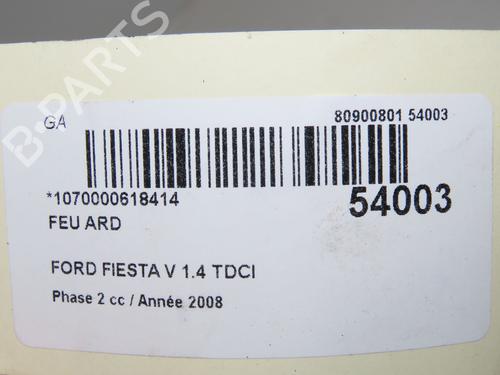 B-PARTS
GA
80900801 54003
*1070000618414
54003
FEU ARD
FORD FIESTA V 1.4 TDCI
Phase 2 cc / Année 2008